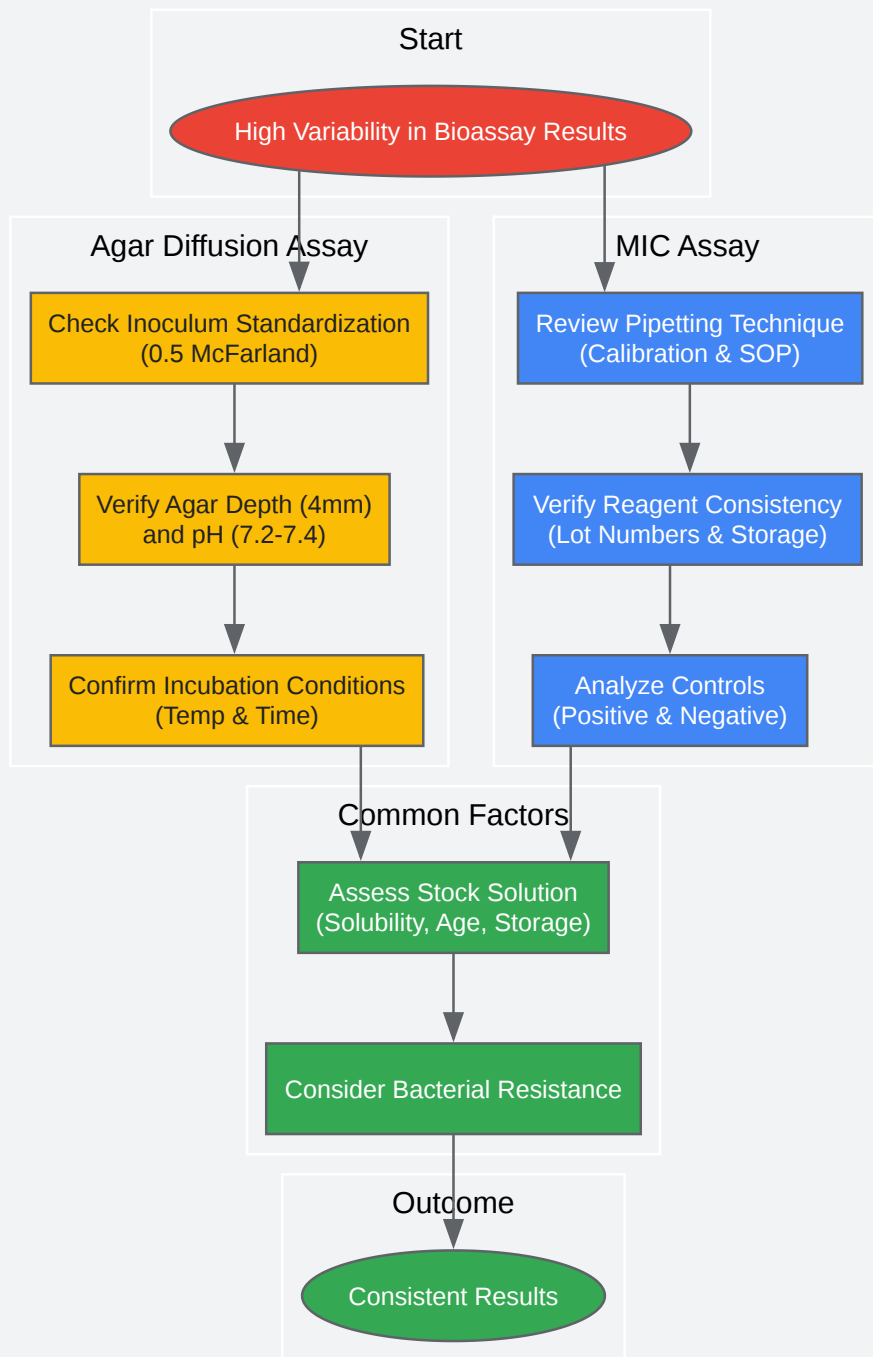 Start
High Variability in Bioassay Results
Agar Diffusion Assay
Check Inoculum Standardization
(0.5 McFarland)
Verify Agar Depth (4mm)
and pH (7.2-7.4)
Confirm Incubation Conditions
(Temp & Time)
MIC Assay
Review Pipetting Technique
(Calibration & SOP)
Verify Reagent Consistency
(Lot Numbers & Storage)
Analyze Controls
(Positive & Negative)
Common Factors
Assess Stock Solution
(Solubility, Age, Storage)
Consider Bacterial Resistance
Outcome
Consistent Results